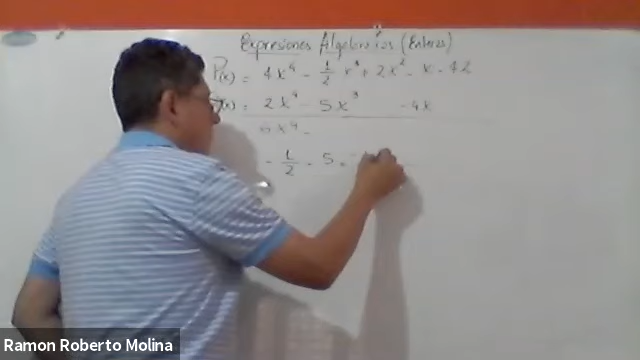 Expresiones Algebraicas (Enteras)
P(x) = 4x⁴ - 1/2 x³ + 2x² - x - 42
(x) = 2x⁴ - 5x³ - 4x
6x⁴ -
- 1/2 - 5 =
Ramon Roberto Molina